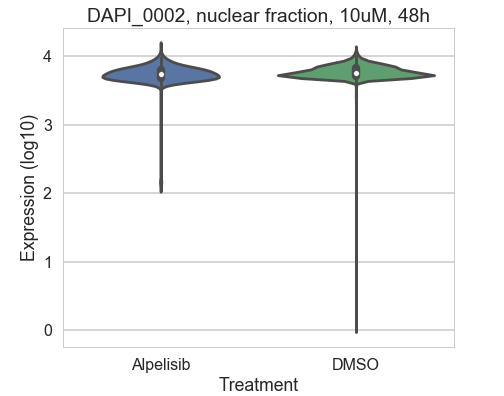 DAPI_0002, nuclear fraction, 10uM, 48h
Expression (log10)
4
3
2
1
0
Alpelisib
DMSO
Treatment